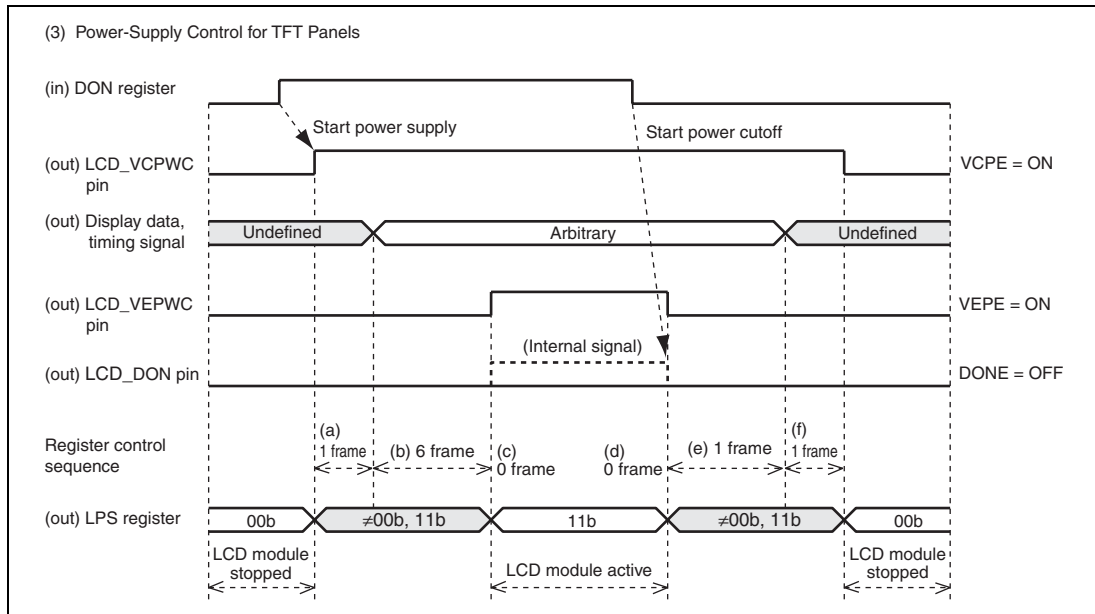 (3) Power-Supply Control for TFT Panels
(in) DON register
Start power supply
Start power cutoff
(out) LCD_VCPWC
pin
VCPE = ON
(out) Display data,
timing signal
Undefined
Arbitrary
Undefined
(out) LCD_VEPWC
pin
VEPE = ON
(Internal signal)
(out) LCD_DON pin
DONE = OFF
Register control
sequence
(a)
1 frame
(b) 6 frame
(c)
0 frame
(d)
0 frame
(e) 1 frame
(f)
1 frame
(out) LPS register
00b
≠00b, 11b
11b
≠00b, 11b
00b
LCD module
stopped
LCD module active
LCD module
stopped